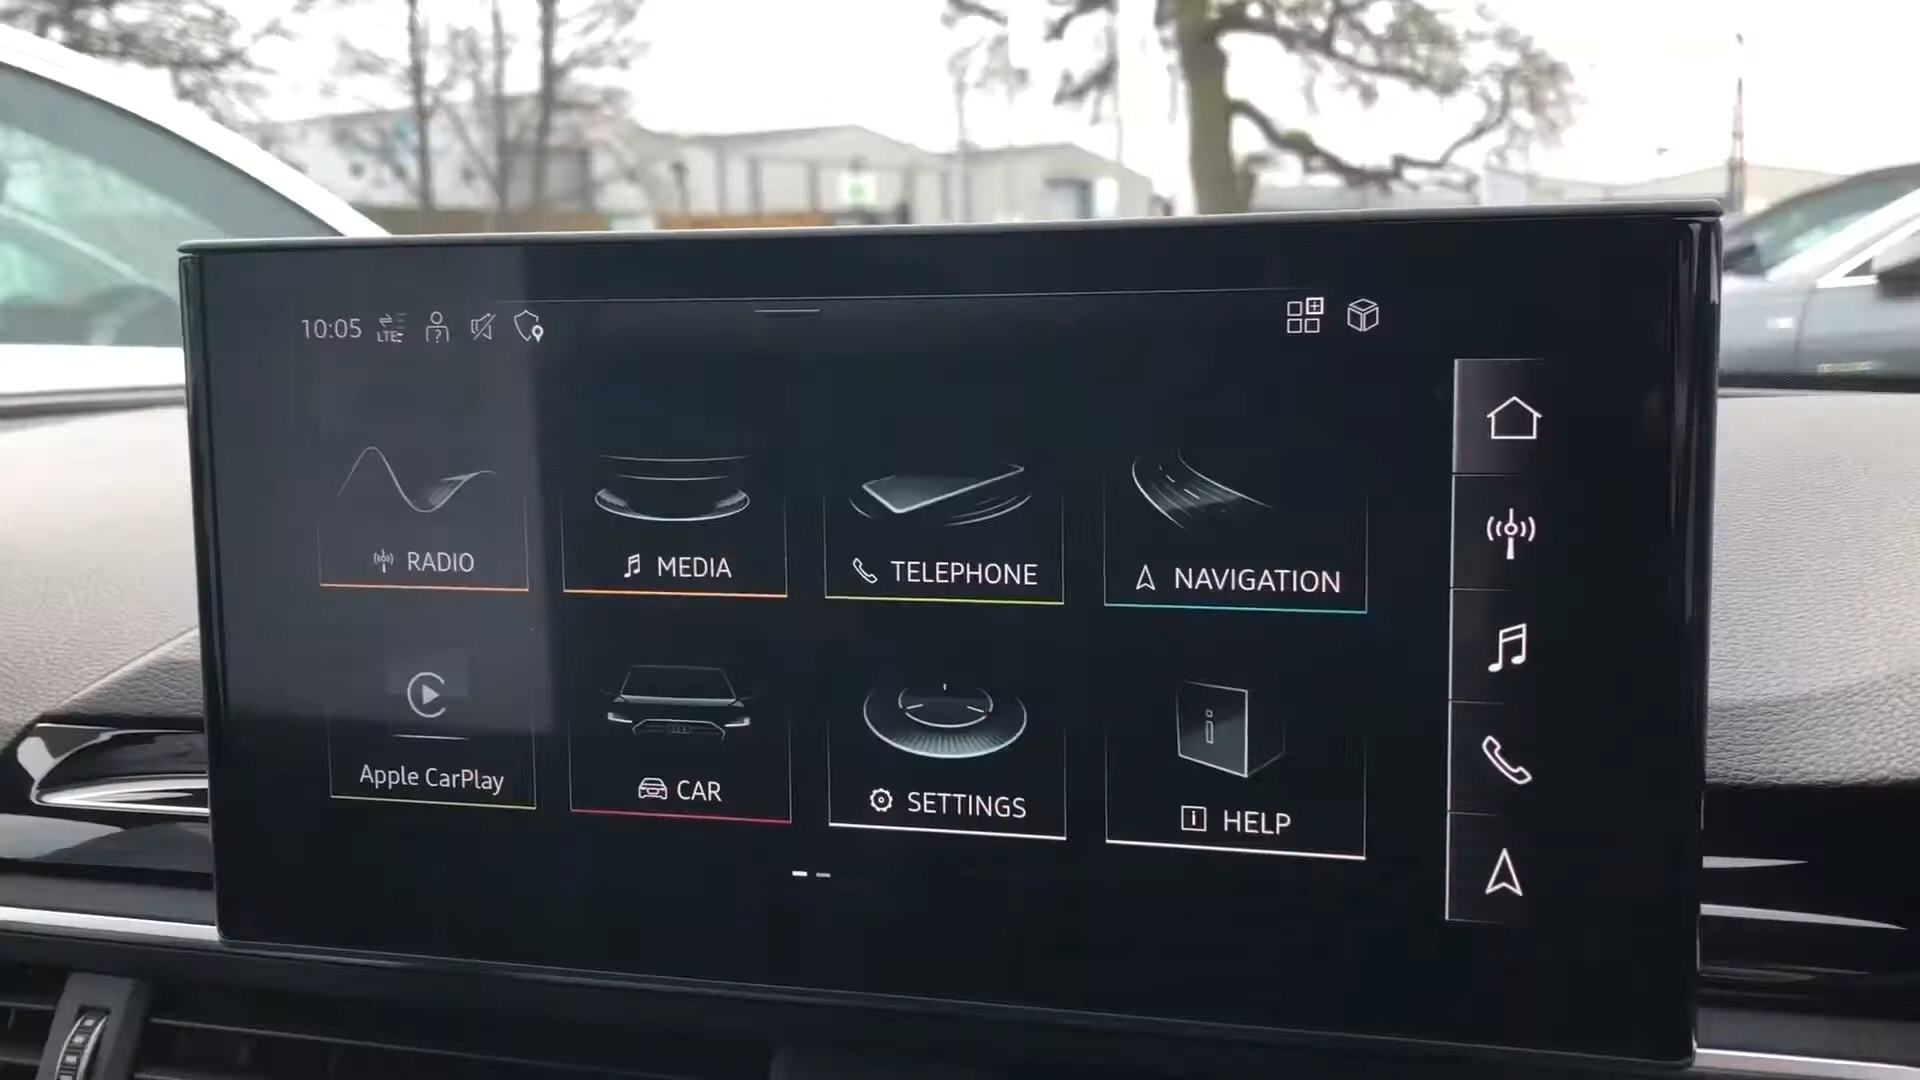 10:05 LTE
RADIO
MEDIA
TELEPHONE
NAVIGATION
Apple CarPlay
CAR
SETTINGS
HELP